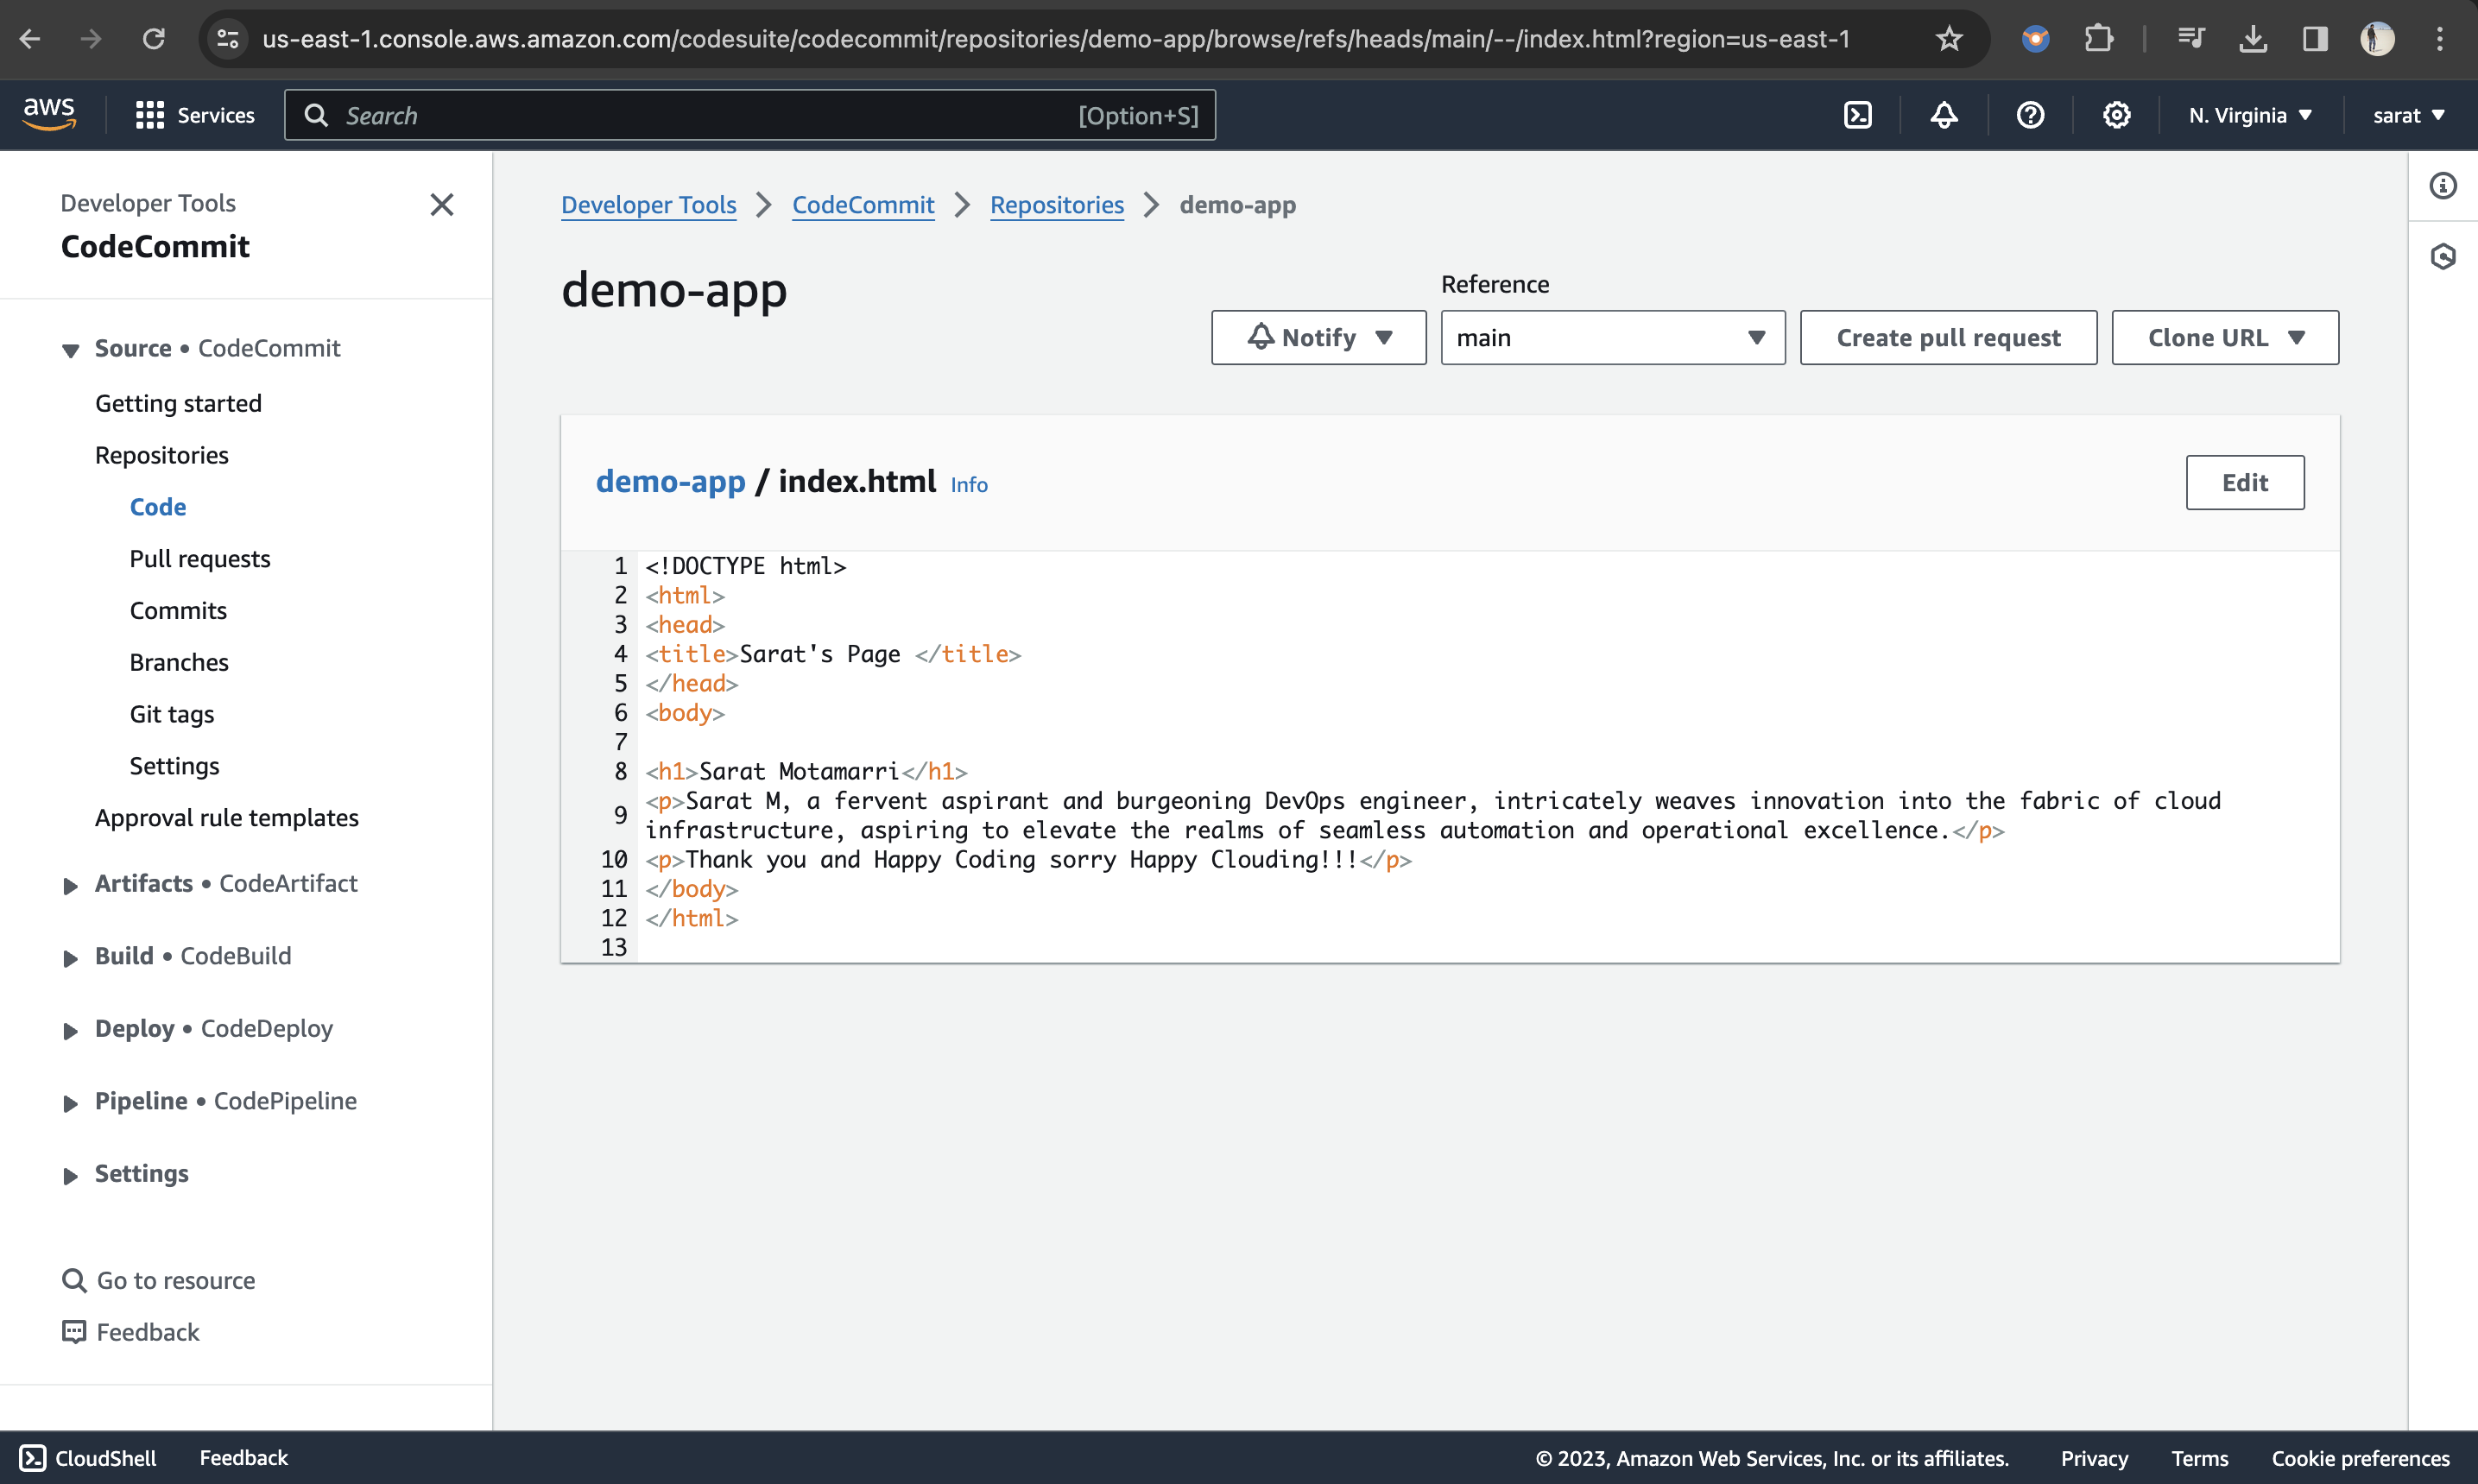 us-east-1.console.aws.amazon.com/codesuite/codecommit/repositories/demo-app/browse/refs/heads/main/--/index.html?region=us-east-1
aws
Services
Search
[Option+S]
N. Virginia
sarat
Developer Tools
CodeCommit
Source • CodeCommit
Getting started
Repositories
Code
Pull requests
Commits
Branches
Git tags
Settings
Approval rule templates
Artifacts • CodeArtifact
Build • CodeBuild
Deploy • CodeDeploy
Pipeline • CodePipeline
Settings
Go to resource
Feedback
Developer Tools > CodeCommit > Repositories > demo-app
demo-app
Reference
Notify
main
Create pull request
Clone URL
demo-app / index.html Info
Edit
1 <!DOCTYPE html>
2 <html>
3 <head>
4 <title>Sarat's Page </title>
5 </head>
6 <body>
7
8 <h1>Sarat Motamarri</h1>
9 <p>Sarat M, a fervent aspirant and burgeoning DevOps engineer, intricately weaves innovation into the fabric of cloud
infrastructure, aspiring to elevate the realms of seamless automation and operational excellence.</p>
10 <p>Thank you and Happy Coding sorry Happy Clouding!!!</p>
11 </body>
12 </html>
13
CloudShell
Feedback
© 2023, Amazon Web Services, Inc. or its affiliates.
Privacy
Terms
Cookie preferences